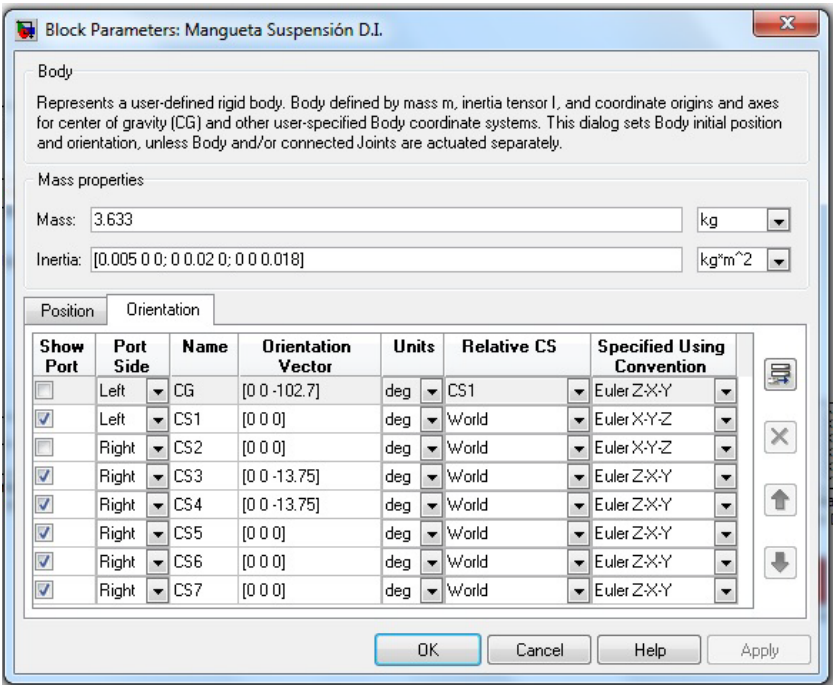 Block Parameters: Mangueta Suspensión D.I.
Body
Represents a user-defined rigid body. Body defined by mass m, inertia tensor I, and coordinate origins and axes
for center of gravity (CG) and other user-specified Body coordinate systems. This dialog sets Body initial position
and orientation, unless Body and/or connected Joints are actuated separately.
Mass properties
Mass: 3.633 kg
Inertia: [0.005 0 0; 0 0.02 0; 0 0 0.018] kg*m^2
Position Orientation
Show Port Port Side Name Orientation Vector Units Relative CS Specified Using Convention
Left CG [0 0 -102.7] deg CS1 Euler Z-X-Y
Left CS1 [0 0 0] deg World Euler X-Y-Z
Right CS2 [0 0 0] deg World Euler X-Y-Z
Right CS3 [0 0 -13.75] deg World Euler Z-X-Y
Right CS4 [0 0 -13.75] deg World Euler Z-X-Y
Right CS5 [0 0 0] deg World Euler Z-X-Y
Right CS6 [0 0 0] deg World Euler Z-X-Y
Right CS7 [0 0 0] deg World Euler Z-X-Y
OK Cancel Help Apply